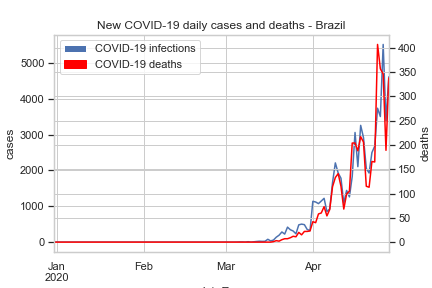 New COVID-19 daily cases and deaths - Brazil
COVID-19 infections
COVID-19 deaths
cases
5000
4000
3000
2000
1000
0
400
350
300
250
200
150
100
50
0
deaths
Jan
2020
Feb
Mar
Apr